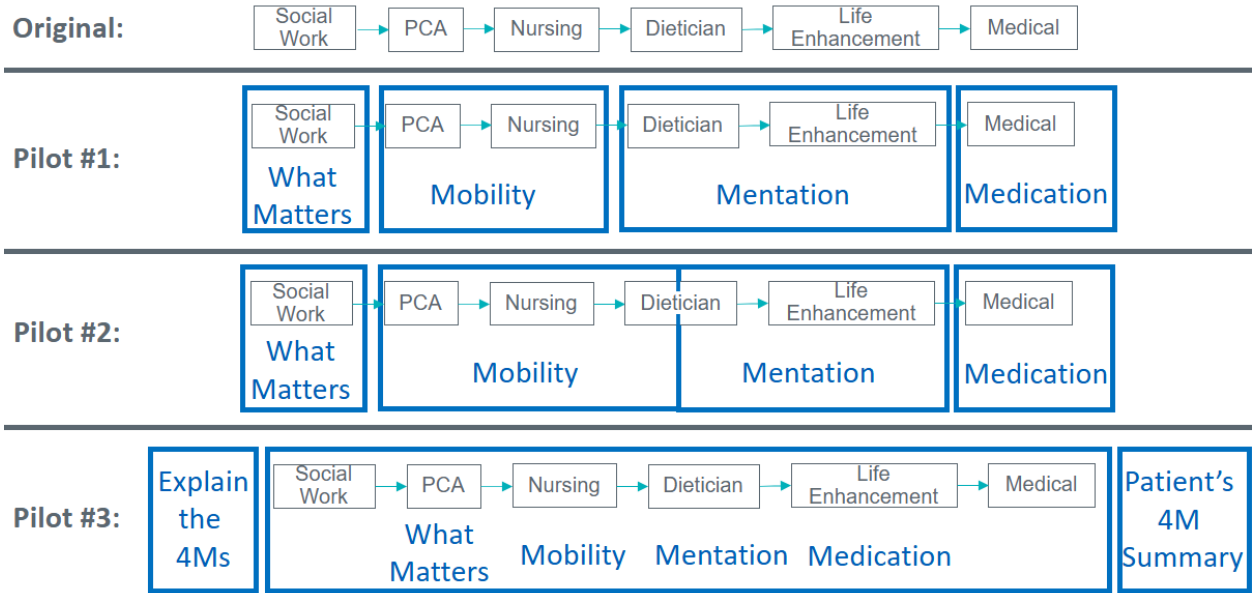 Original:
Social
Work
PCA
Nursing
Dietician
Life
Enhancement
Medical
Pilot #1:
Social
Work
PCA
Nursing
Dietician
Life
Enhancement
Medical
What
Matters
Mobility
Mentation
Medication
Pilot #2:
Social
Work
PCA
Nursing
Dietician
Life
Enhancement
Medical
What
Matters
Mobility
Mentation
Medication
Pilot #3:
Explain
the
4Ms
Social
Work
PCA
Nursing
Dietician
Life
Enhancement
Medical
What
Matters
Mobility
Mentation
Medication
Patient's
4M
Summary